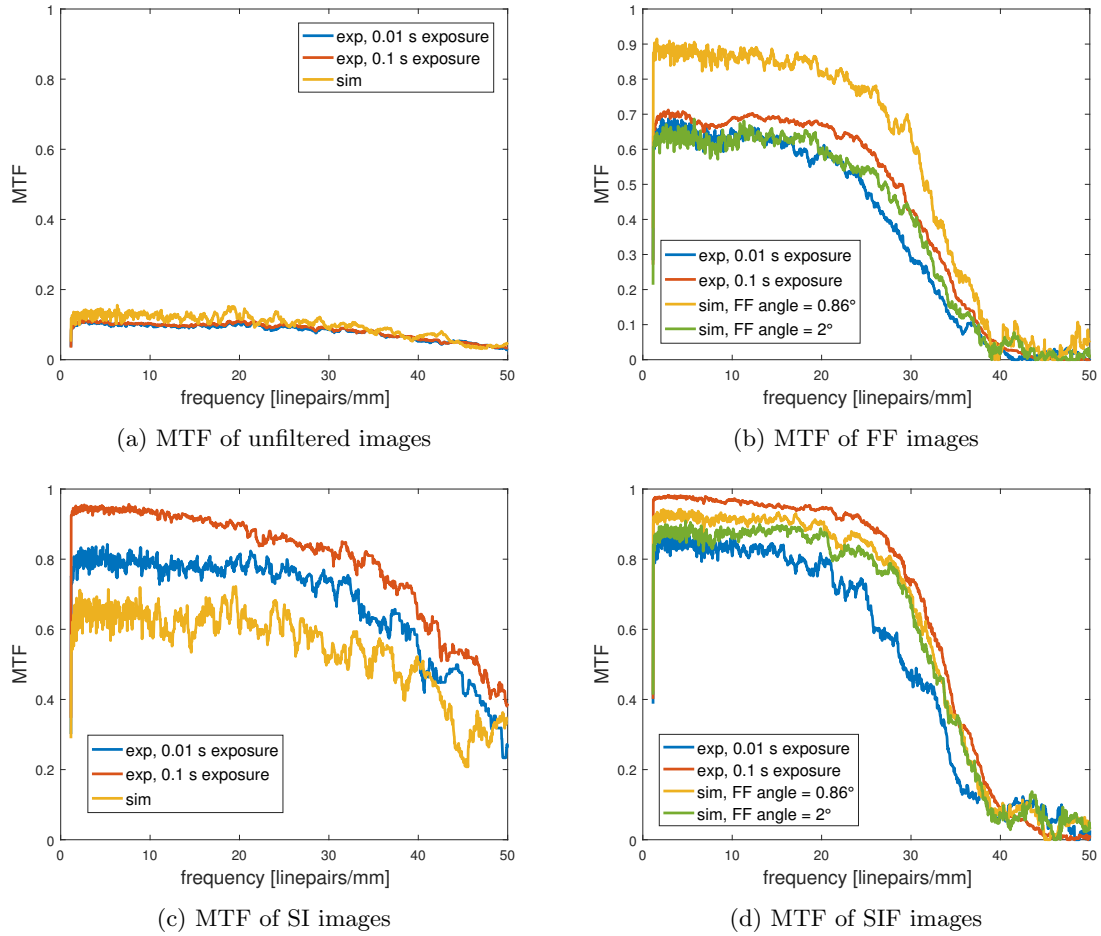 1
0.8
0.6
0.4
0.2
0
MTF
exp, 0.01 s exposure
exp, 0.1 s exposure
sim
0 10 20 30 40 50
frequency [linepairs/mm]
(a) MTF of unfiltered images
1
0.9
0.8
0.7
0.6
0.5
0.4
0.3
0.2
0.1
0
MTF
exp, 0.01 s exposure
exp, 0.1 s exposure
sim, FF angle = 0.86°
sim, FF angle = 2°
0 10 20 30 40 50
frequency [linepairs/mm]
(b) MTF of FF images
1
0.8
0.6
0.4
0.2
0
MTF
exp, 0.01 s exposure
exp, 0.1 s exposure
sim
0 10 20 30 40 50
frequency [linepairs/mm]
(c) MTF of SI images
1
0.8
0.6
0.4
0.2
0
MTF
exp, 0.01 s exposure
exp, 0.1 s exposure
sim, FF angle = 0.86°
sim, FF angle = 2°
0 10 20 30 40 50
frequency [linepairs/mm]
(d) MTF of SIF images